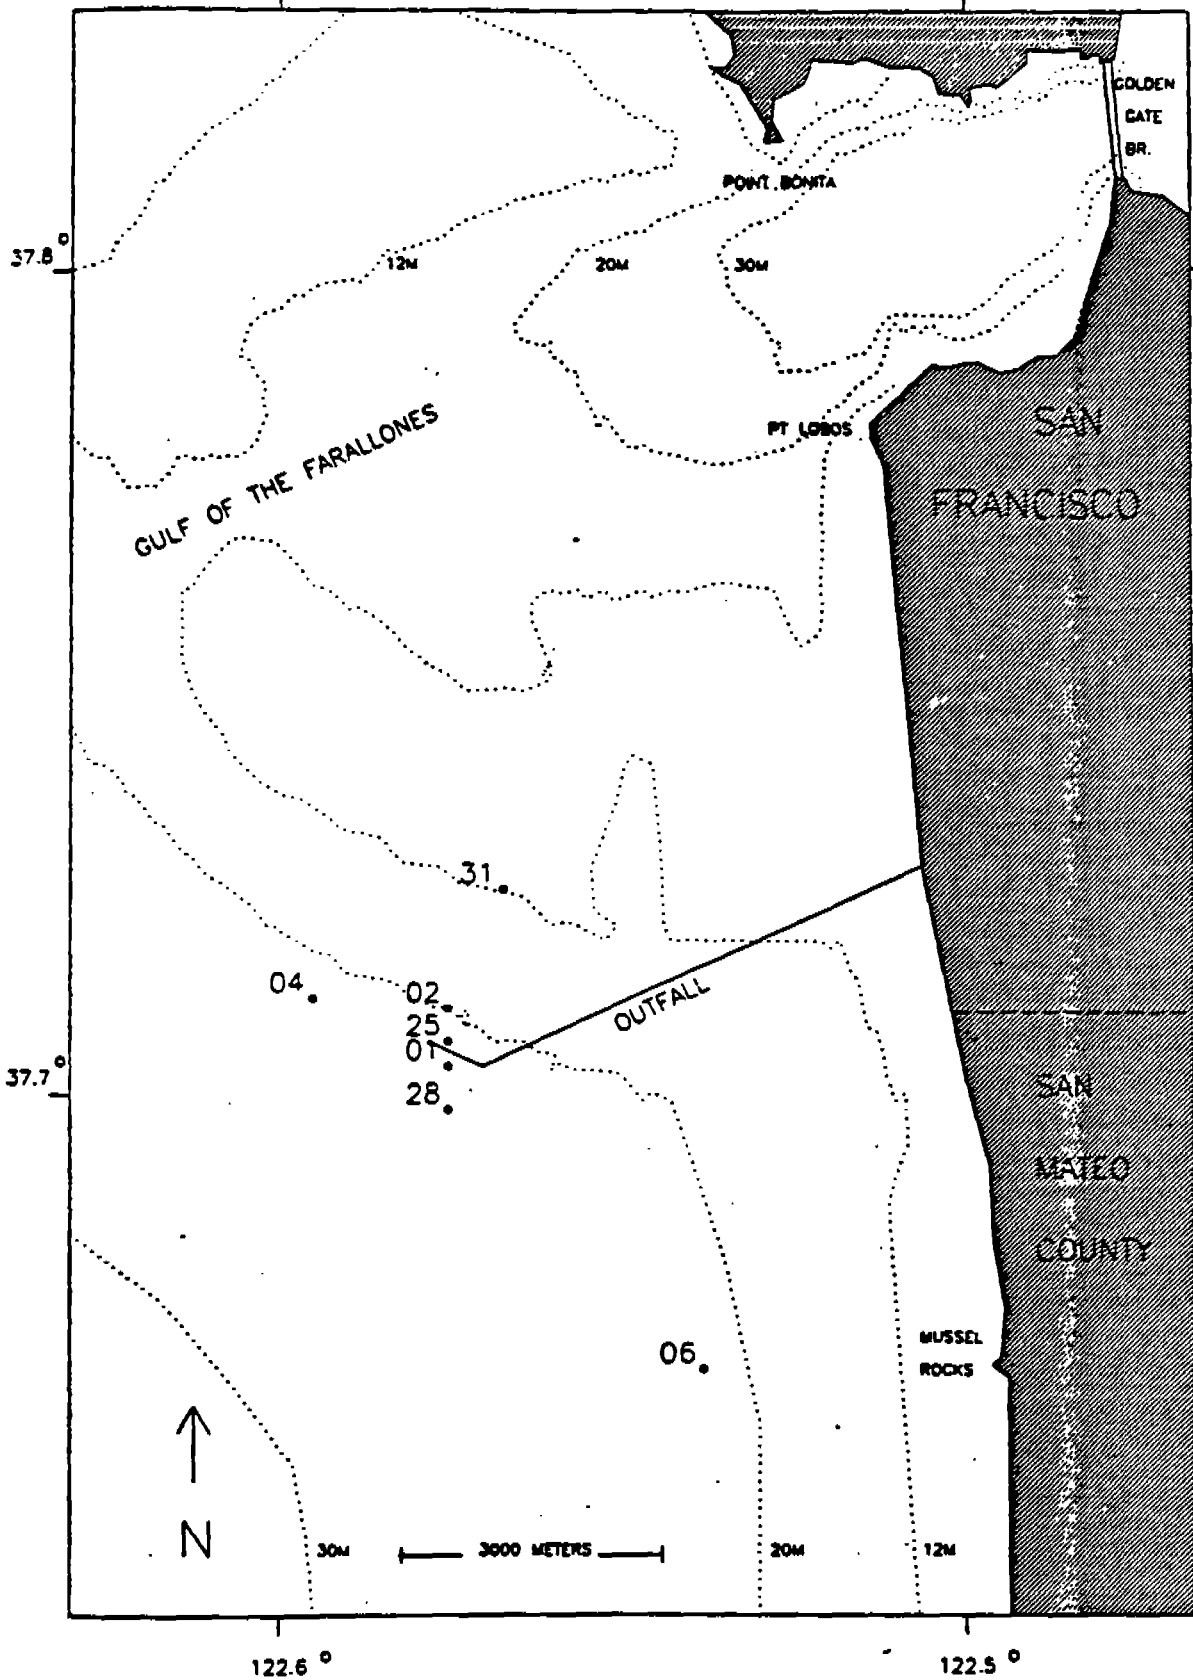 GOLDEN
GATE
BR.
POINT BONITA
37.8°
12M
20M
30M
GULF OF THE FARALLONES
PT LOBOS
SAN
FRANCISCO
31
04
02
25
01
28
OUTFALL
37.7°
SAN
MATEO
COUNTY
06
MUSSEL
ROCKS
N
30M
3000 METERS
20M
12M
122.6°
122.5°